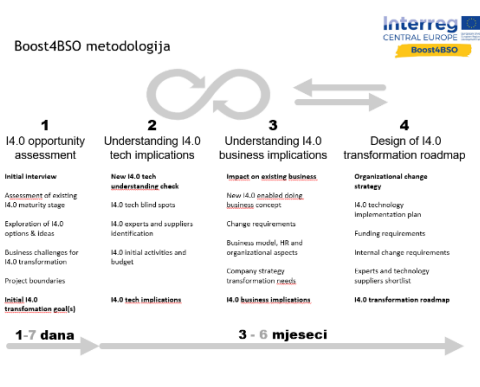 Boost4BSO metodologija
Interreg
CENTRAL EUROPE
Boost4BSO
1
I4.0 opportunity
assessment
Initial interview
Assessment of existing
I4.0 maturity stage
Exploration of I4.0
options & ideas
Business challenges for
I4.0 transformation
Project boundaries
Initial I4.0
transfomation goal(s)
2
Understanding I4.0
tech implications
New I4.0 tech
understanding check
I4.0 tech blind spots
I4.0 experts and suppliers
identification
I4.0 initial activities and
budget
I4.0 tech implications
3
Understanding I4.0
business implications
Impact on existing business
New I4.0 enabled doing
business concept
Change requirements
Business model, HR and
organizational aspects
Company strategy
transformation needs
I4.0 business implications
4
Design of I4.0
transformation roadmap
Organizational change
strategy
I4.0 technology
implementation plan
Funding requirements
Internal change requirements
Experts and technology
suppliers shortlist
I4.0 transformation roadmap
1-7 dana
3 - 6 mjeseci